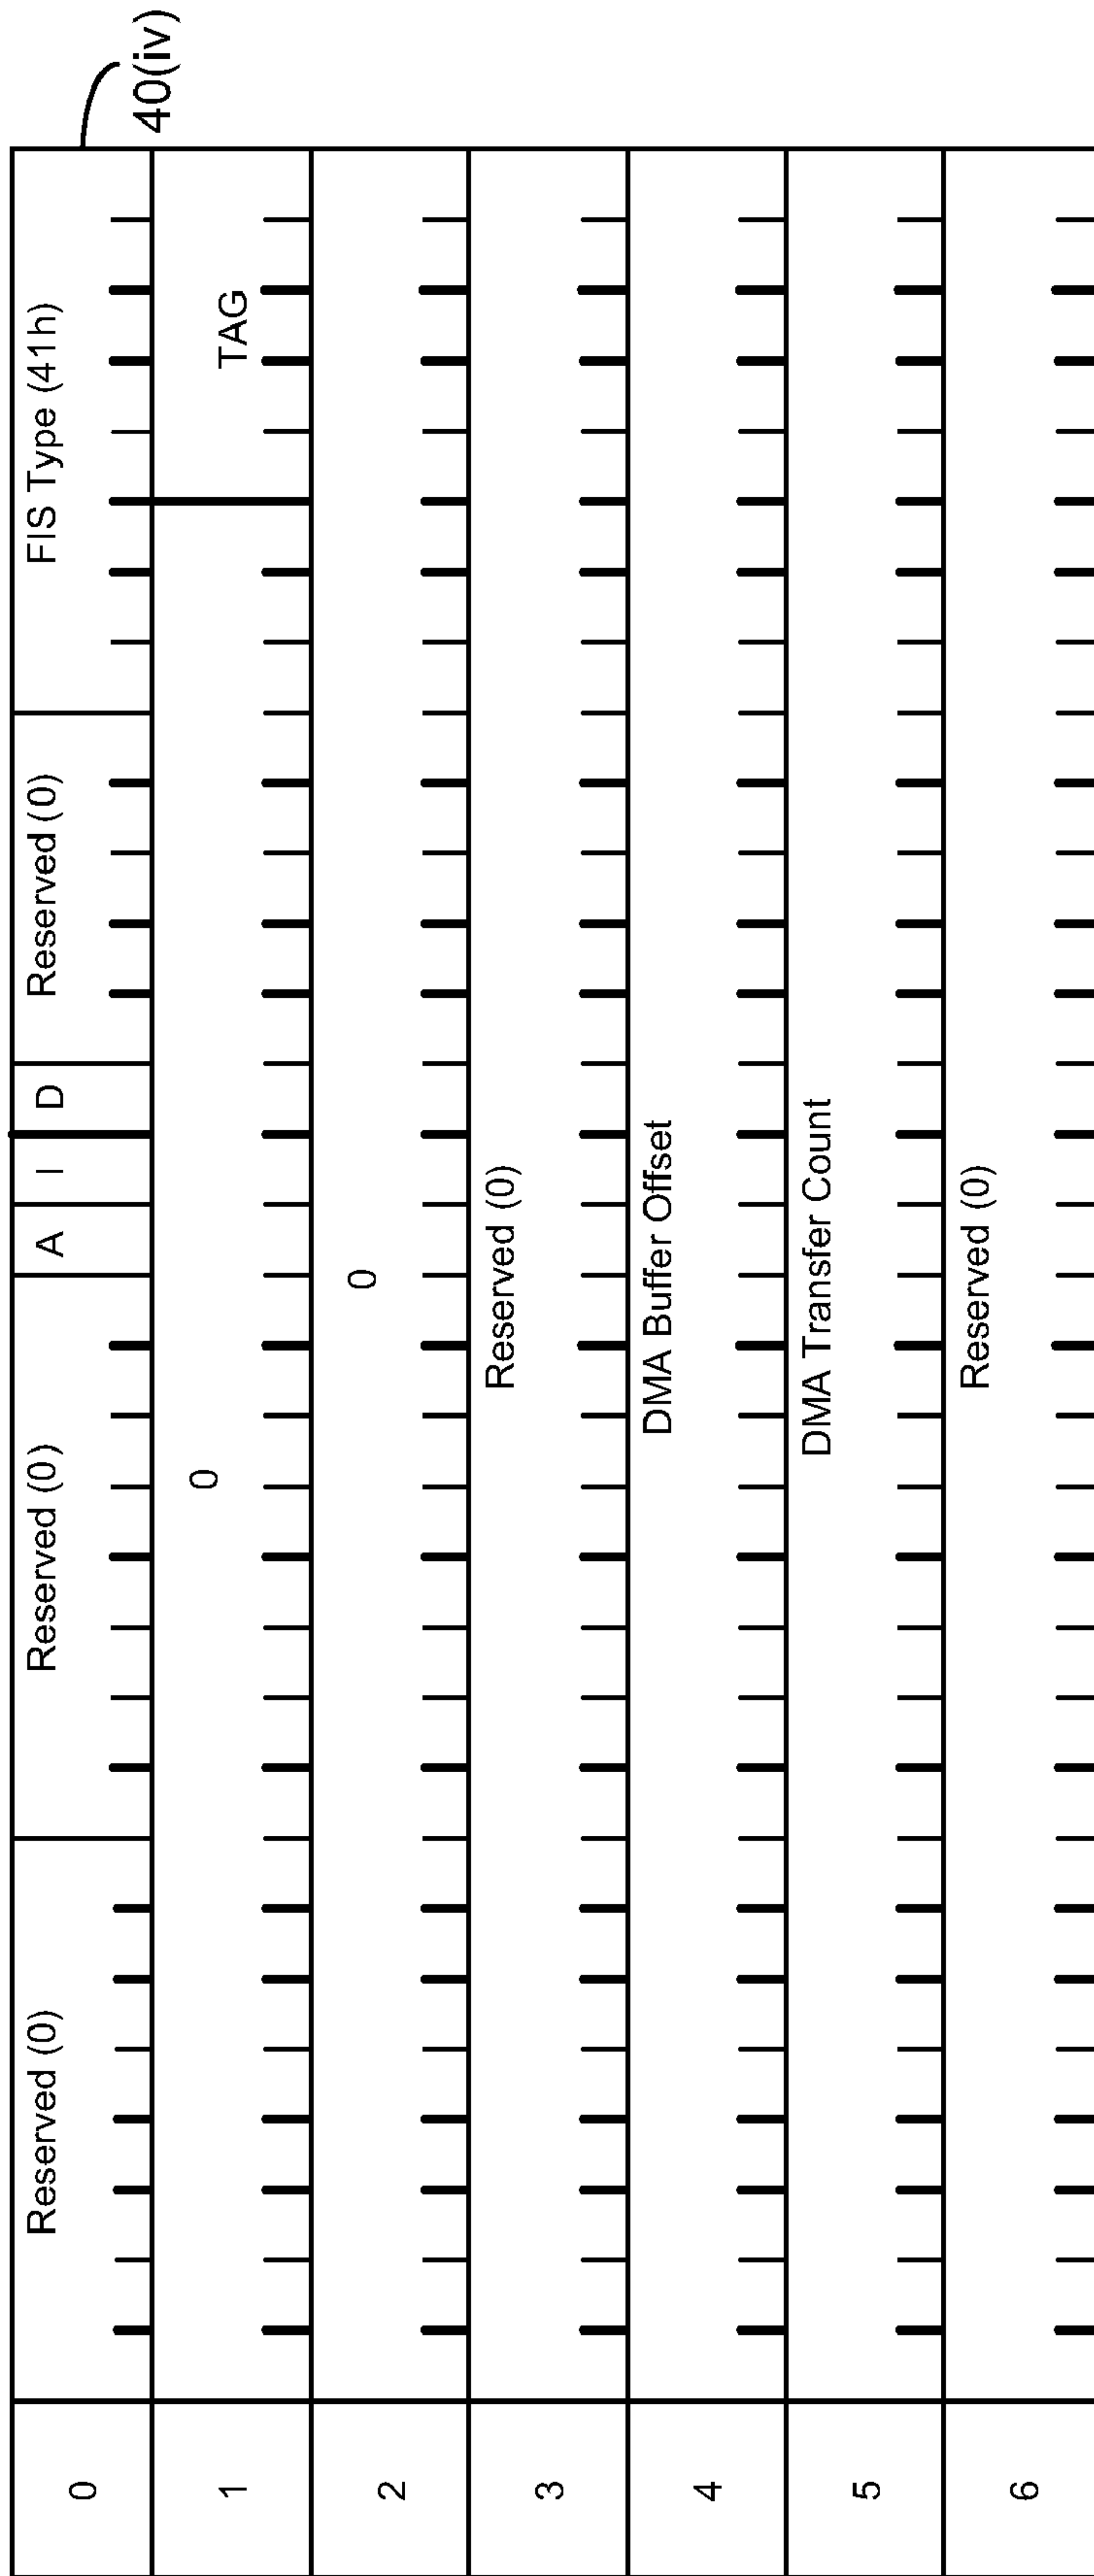 40(iv)
0 Reserved (0) Reserved (0) A I D Reserved (0) FIS Type (41h)
1 0 TAG
2 0
3 Reserved (0)
4 DMA Buffer Offset
5 DMA Transfer Count
6 Reserved (0)